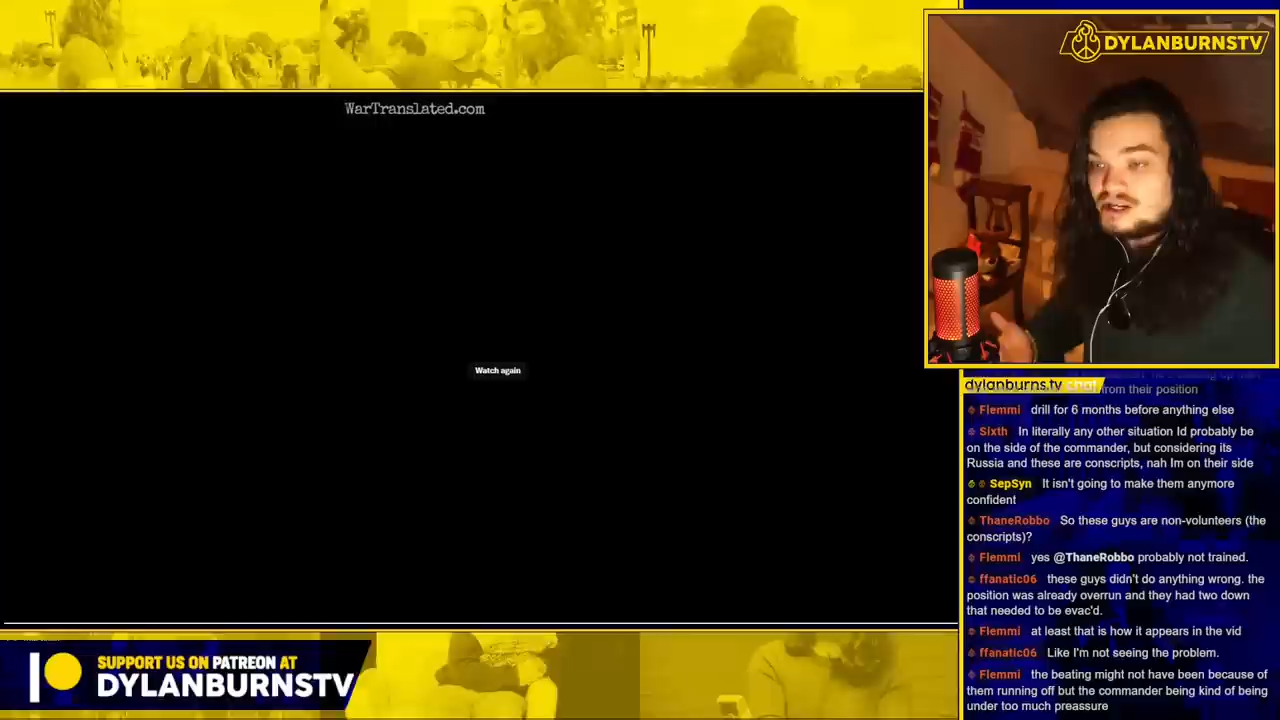 DYLANBURNSTV
WarTranslated.com
Watch again
dylanburns.tv chat
from their position
Flemmi drill for 6 months before anything else
Sixth In literally any other situation Id probably be
on the side of the commander, but considering its
Russia and these are conscripts, nah Im on their side
SepSyn It isn't going to make them anymore
confident
ThaneRobbo So these guys are non-volunteers (the
conscripts)?
Flemmi yes @ThaneRobbo probably not trained.
ffanatic06 these guys didn't do anything wrong. the
position was already overrun and they had two down
that needed to be evac'd.
Flemmi at least that is how it appears in the vid
ffanatic06 Like I'm not seeing the problem.
Flemmi the beating might not have been because of
them running off but the commander being kind of being
under too much preassure
SUPPORT US ON PATREON AT
DYLANBURNSTV